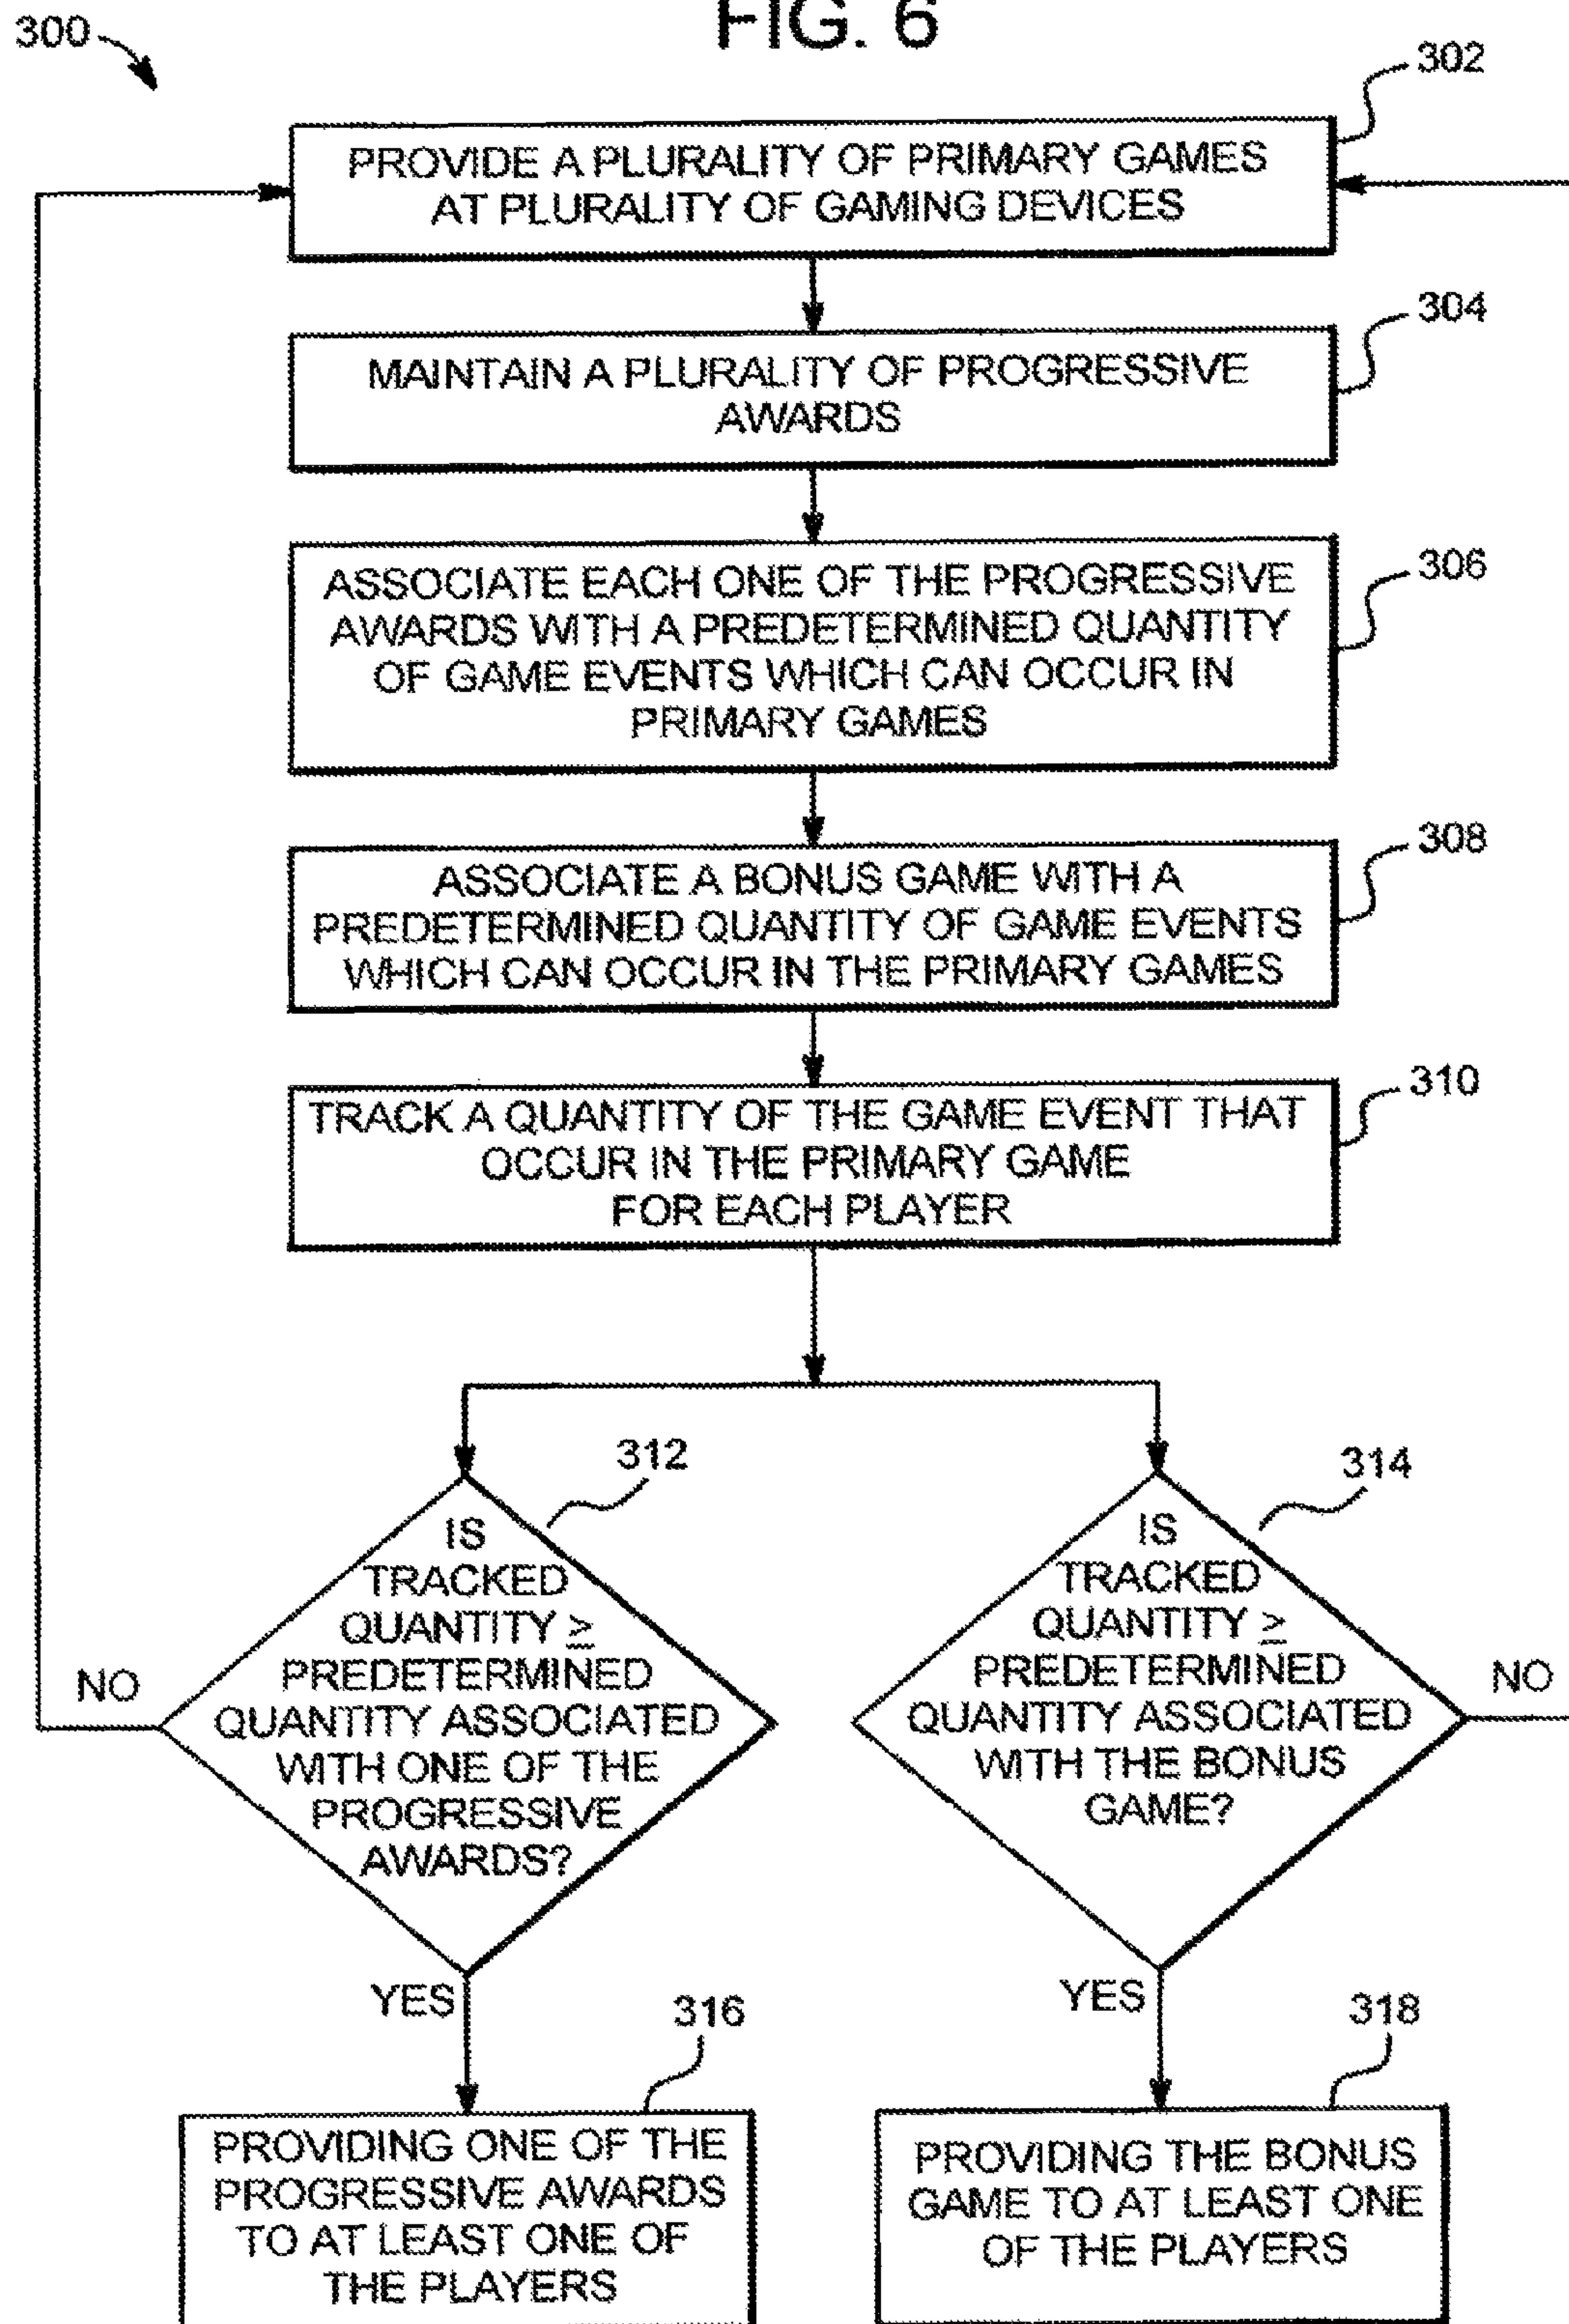 FIG. 6
300
302
PROVIDE A PLURALITY OF PRIMARY GAMES
AT PLURALITY OF GAMING DEVICES
304
MAINTAIN A PLURALITY OF PROGRESSIVE
AWARDS
306
ASSOCIATE EACH ONE OF THE PROGRESSIVE
AWARDS WITH A PREDETERMINED QUANTITY
OF GAME EVENTS WHICH CAN OCCUR IN
PRIMARY GAMES
308
ASSOCIATE A BONUS GAME WITH A
PREDETERMINED QUANTITY OF GAME EVENTS
WHICH CAN OCCUR IN THE PRIMARY GAMES
310
TRACK A QUANTITY OF THE GAME EVENT THAT
OCCUR IN THE PRIMARY GAME
FOR EACH PLAYER
312
IS
TRACKED
QUANTITY ≥
PREDETERMINED
QUANTITY ASSOCIATED
WITH ONE OF THE
PROGRESSIVE
AWARDS?
NO
YES
314
IS
TRACKED
QUANTITY ≥
PREDETERMINED
QUANTITY ASSOCIATED
WITH THE BONUS
GAME?
NO
YES
316
PROVIDING ONE OF THE
PROGRESSIVE AWARDS
TO AT LEAST ONE OF
THE PLAYERS
318
PROVIDING THE BONUS
GAME TO AT LEAST ONE
OF THE PLAYERS